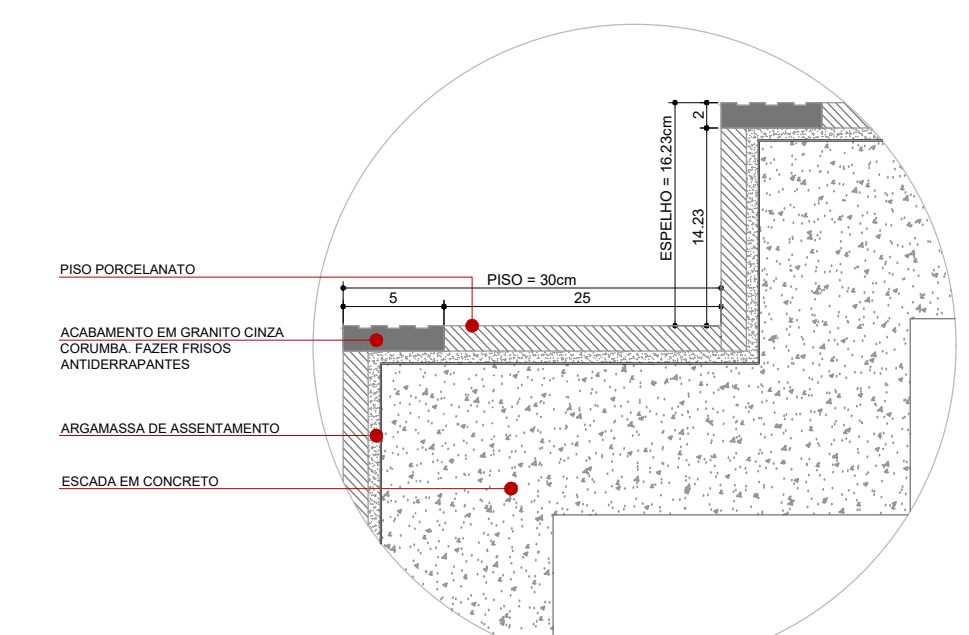 2
ESPELHO = 16.23cm
14.23
PISO PORCELANATO
PISO = 30cm
5
25
ACABAMENTO EM GRANITO CINZA
CORUMBA. FAZER FRISOS
ANTIDERRAPANTES
ARGAMASSA DE ASSENTAMENTO
ESCADA EM CONCRETO